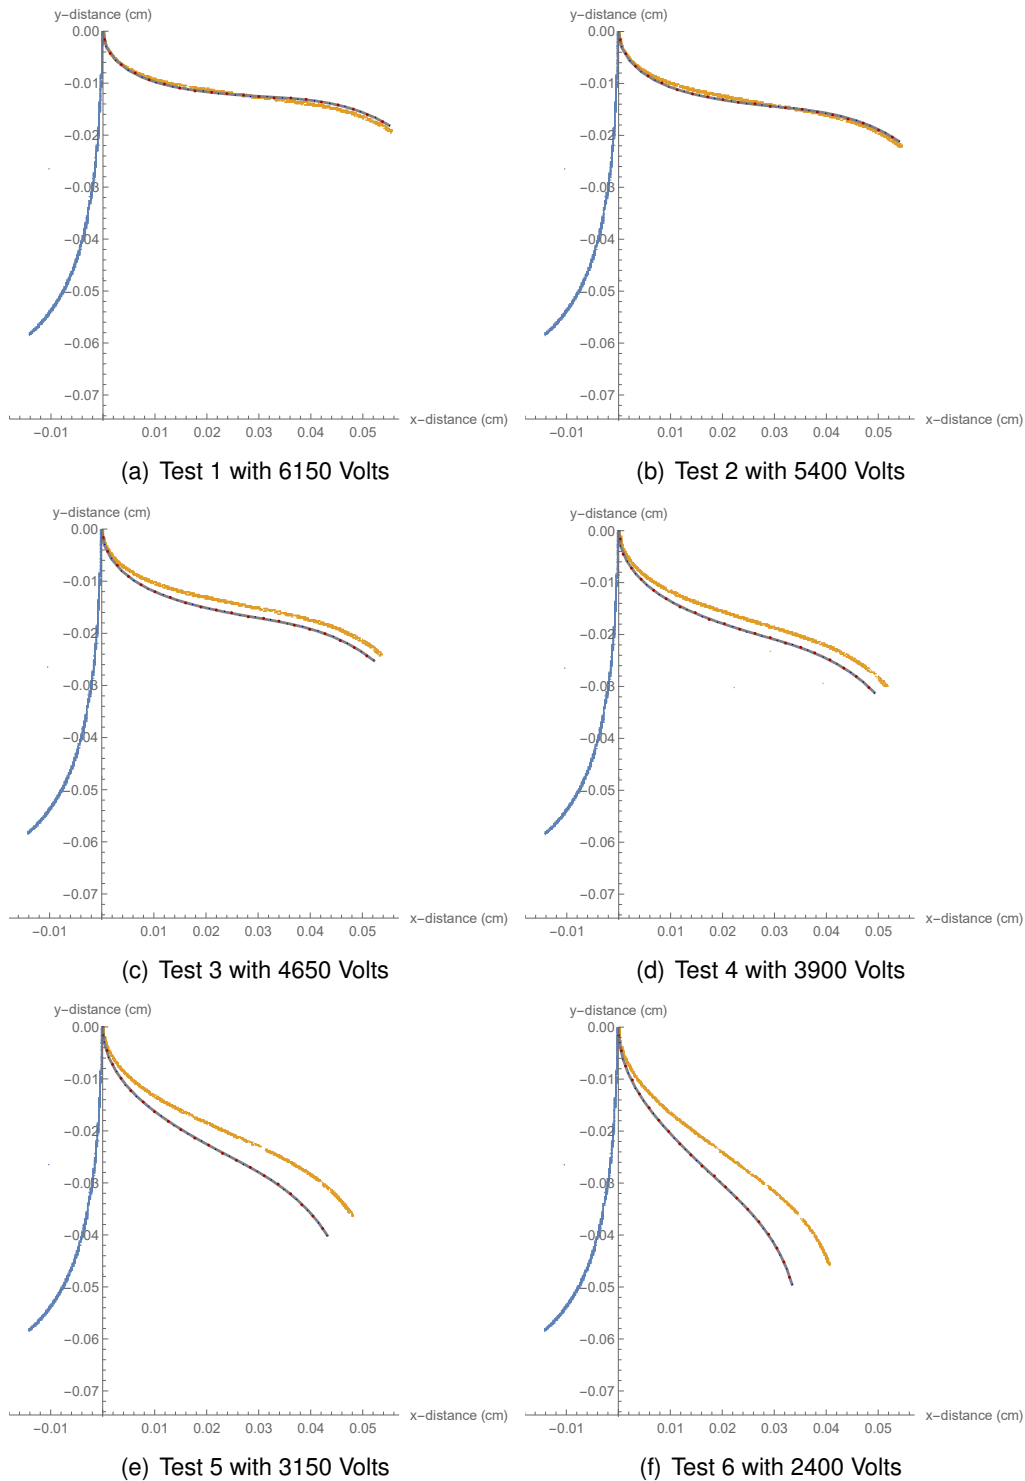 y−distance (cm)
y−distance (cm)
0.00
0.00
−0.01
−0.01
−0.02
−0.02
−0.03
−0.03
−0.04
−0.04
−0.05
−0.05
−0.06
−0.06
−0.07
−0.07
x−distance (cm)
x−distance (cm)
−0.01 0.01 0.02 0.03 0.04 0.05
−0.01 0.01 0.02 0.03 0.04 0.05
(a) Test 1 with 6150 Volts
(b) Test 2 with 5400 Volts
y−distance (cm)
y−distance (cm)
0.00
0.00
−0.01
−0.01
−0.02
−0.02
−0.03
−0.03
−0.04
−0.04
−0.05
−0.05
−0.06
−0.06
−0.07
−0.07
x−distance (cm)
x−distance (cm)
−0.01 0.01 0.02 0.03 0.04 0.05
−0.01 0.01 0.02 0.03 0.04 0.05
(c) Test 3 with 4650 Volts
(d) Test 4 with 3900 Volts
y−distance (cm)
y−distance (cm)
0.00
0.00
−0.01
−0.01
−0.02
−0.02
−0.03
−0.03
−0.04
−0.04
−0.05
−0.05
−0.06
−0.06
−0.07
−0.07
x−distance (cm)
x−distance (cm)
−0.01 0.01 0.02 0.03 0.04 0.05
−0.01 0.01 0.02 0.03 0.04 0.05
(e) Test 5 with 3150 Volts
(f) Test 6 with 2400 Volts